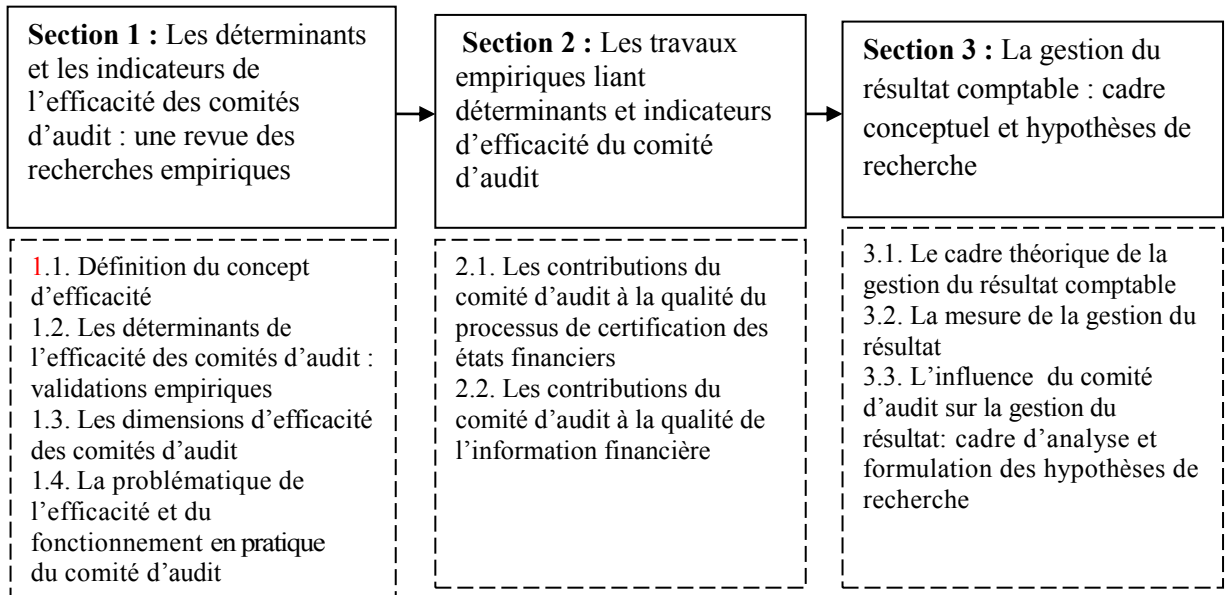 Section 1 : Les déterminants
et les indicateurs de
l’efficacité des comités
d’audit : une revue des
recherches empiriques
Section 2 : Les travaux
empiriques liant
déterminants et indicateurs
d’efficacité du comité
d’audit
Section 3 : La gestion du
résultat comptable : cadre
conceptuel et hypothèses de
recherche
1.1. Définition du concept
d’efficacité
1.2. Les déterminants de
l’efficacité des comités d’audit :
validations empiriques
1.3. Les dimensions d’efficacité
des comités d’audit
1.4. La problématique de
l’efficacité et du
fonctionnement en pratique
du comité d’audit
2.1. Les contributions du
comité d’audit à la qualité du
processus de certification des
états financiers
2.2. Les contributions du
comité d’audit à la qualité de
l’information financière
3.1. Le cadre théorique de la
gestion du résultat comptable
3.2. La mesure de la gestion du
résultat
3.3. L’influence du comité
d’audit sur la gestion du
résultat: cadre d’analyse et
formulation des hypothèses de
recherche